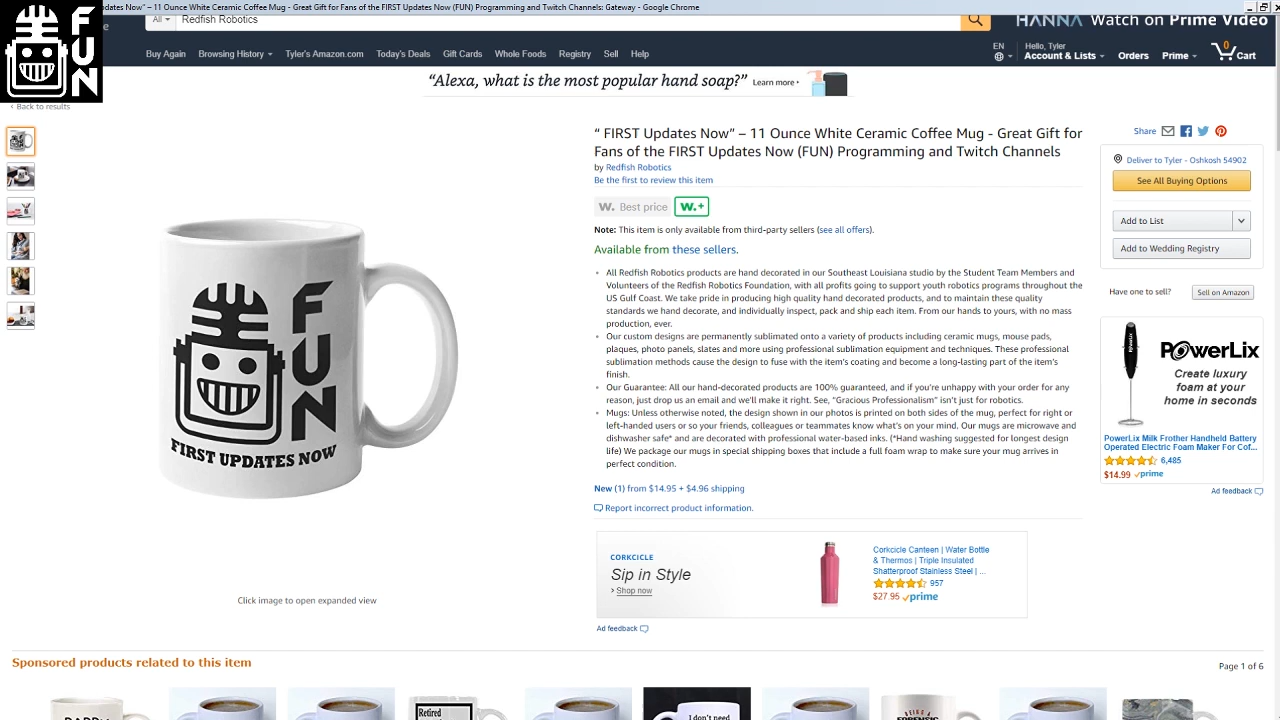 dates Now" – 11 Ounce White Ceramic Coffee Mug - Great Gift for Fans of the FIRST Updates Now (FUN) Programming and Twitch Channels: Gateway - Google Chrome
FUN
All Redfish Robotics
HANNA Watch on Prime Video
Buy Again Browsing History Tyler's Amazon.com Today's Deals Gift Cards Whole Foods Registry Sell Help
EN
Hello, Tyler
Account & Lists Orders Prime 0 Cart
"Alexa, what is the most popular hand soap?" Learn more ›
‹ Back to results
" FIRST Updates Now" – 11 Ounce White Ceramic Coffee Mug - Great Gift for
Fans of the FIRST Updates Now (FUN) Programming and Twitch Channels
by Redfish Robotics
Be the first to review this item
W. Best price W.+
Note: This item is only available from third-party sellers (see all offers).
Available from these sellers.
• All Redfish Robotics products are hand decorated in our Southeast Louisiana studio by the Student Team Members and
Volunteers of the Redfish Robotics Foundation, with all profits going to support youth robotics programs throughout the
US Gulf Coast. We take pride in producing high quality hand decorated products, and to maintain these quality
standards we hand decorate, and individually inspect, pack and ship each item. From our hands to yours, with no mass
production, ever.
• Our custom designs are permanently sublimated onto a variety of products including ceramic mugs, mouse pads,
plaques, photo panels, slates and more using professional sublimation equipment and techniques. These professional
sublimation methods cause the design to fuse with the item's coating and become a long-lasting part of the item's
finish.
• Our Guarantee: All our hand-decorated products are 100% guaranteed, and if you're unhappy with your order for any
reason, just drop us an email and we'll make it right. See, "Gracious Professionalism" isn't just for robotics.
• Mugs: Unless otherwise noted, the design shown in our photos is printed on both sides of the mug, perfect for right or
left-handed users or so your friends, colleagues or teammates know what's on your mind. Our mugs are microwave and
dishwasher safe* and are decorated with professional water-based inks. (*Hand washing suggested for longest design
life) We package our mugs in special shipping boxes that include a full foam wrap to make sure your mug arrives in
perfect condition.
New (1) from $14.95 + $4.96 shipping
Report incorrect product information.
CORKCICLE
Sip in Style
› Shop now
Corkcicle Canteen | Water Bottle
& Thermos | Triple Insulated
Shatterproof Stainless Steel | ...
957
$27.95 prime
Ad feedback
Share
Deliver to Tyler - Oshkosh 54902
See All Buying Options
Add to List
Add to Wedding Registry
Have one to sell? Sell on Amazon
POWERLIX
PowerLix
Create luxury
foam at your
home in seconds
PowerLix Milk Frother Handheld Battery
Operated Electric Foam Maker For Cof...
6,485
$14.99 prime
Ad feedback
FUN
FIRST UPDATES NOW
Click image to open expanded view
Sponsored products related to this item
Page 1 of 6
DADDY
Retired
I don't need
BEING A
FORENSIC